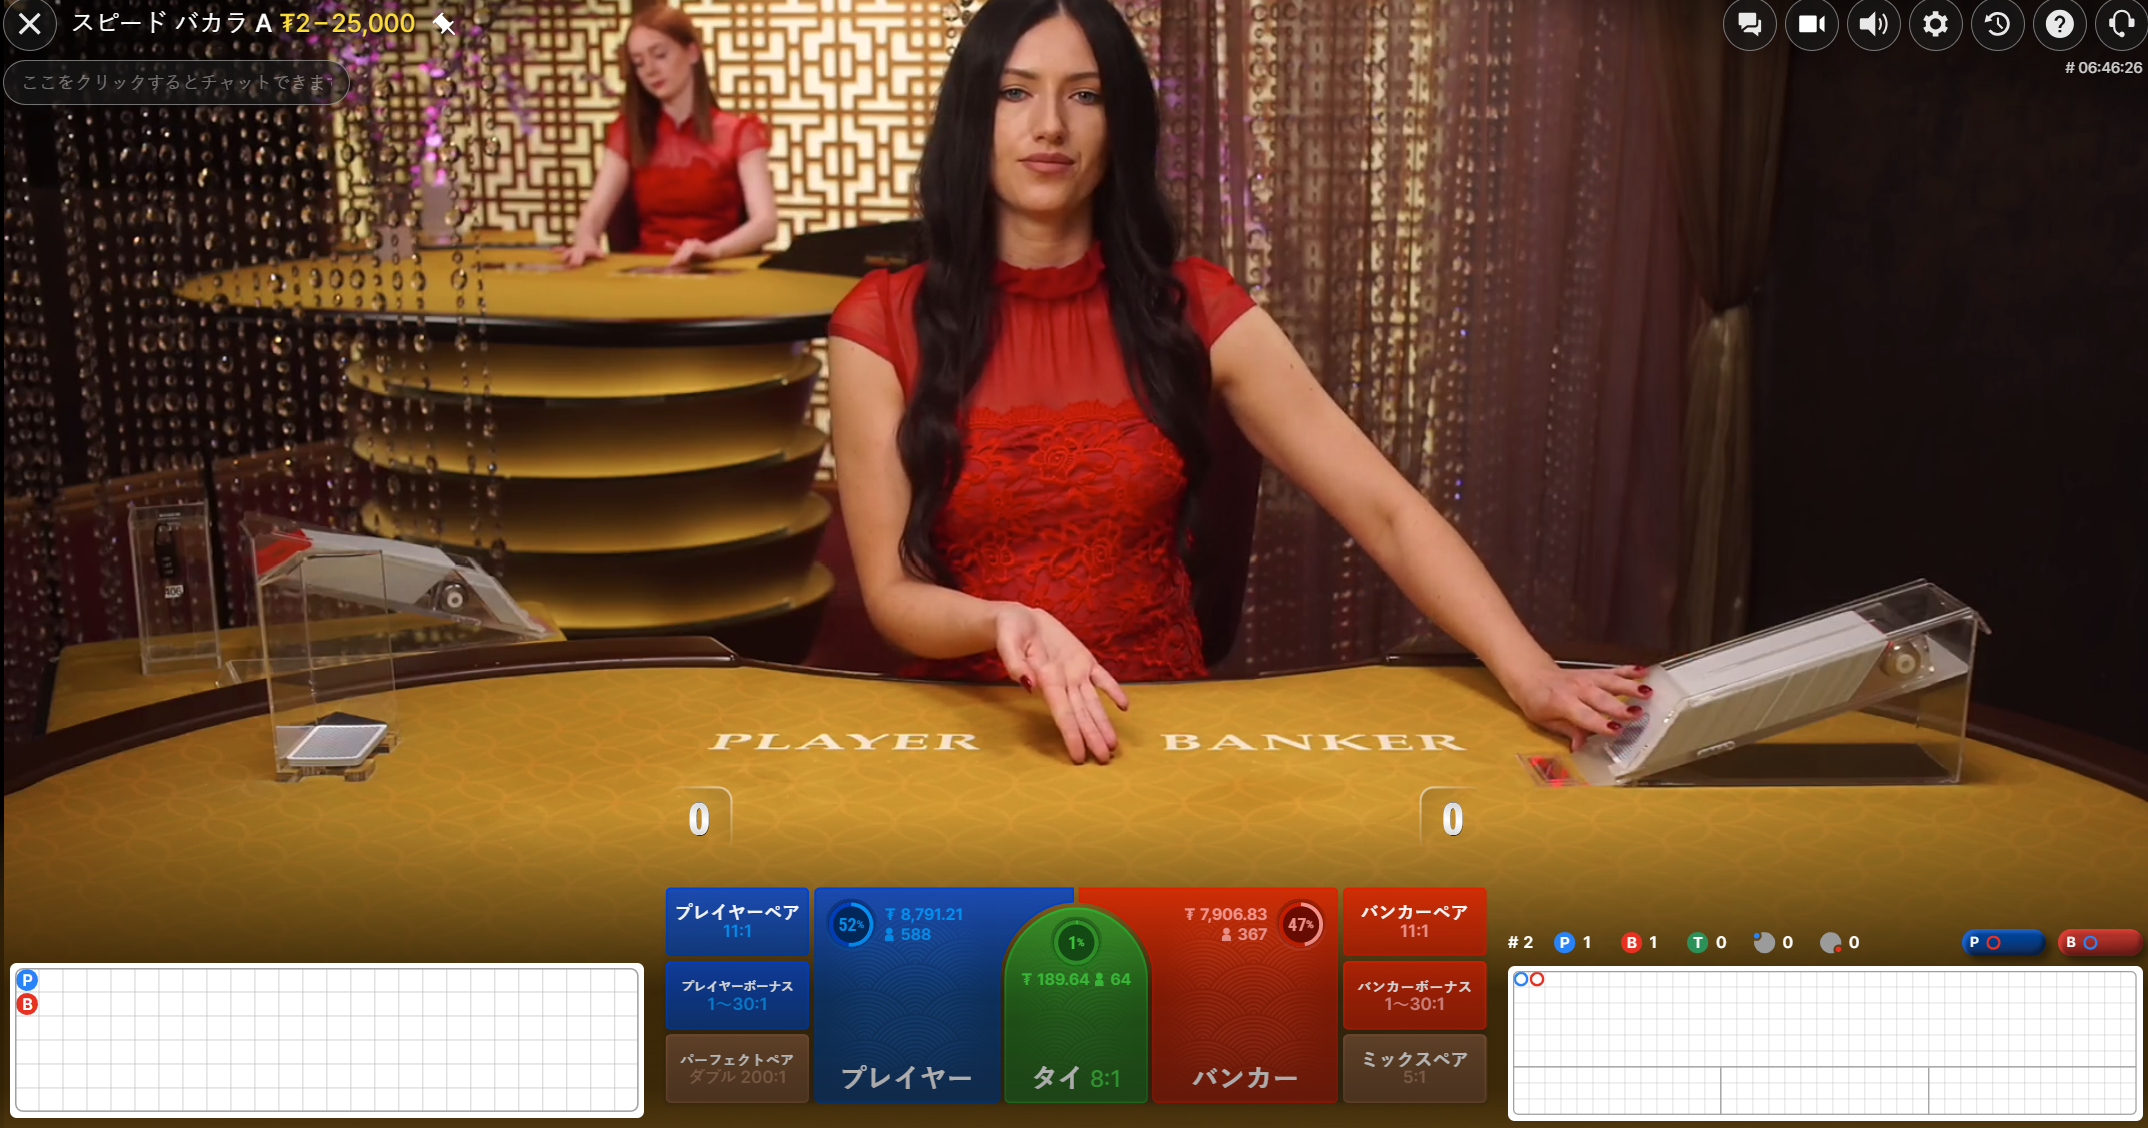 スピード バカラ A ₮2–25,000
ここをクリックするとチャットできま
# 06:46:26
106
PLAYER
BANKER
0
0
プレイヤーペア
11:1
プレイヤーボーナス
1〜30:1
パーフェクトペア
ダブル 200:1
52%
₮ 8,791.21
588
プレイヤー
1%
₮ 189.64 64
タイ 8:1
₮ 7,906.83
367
47%
バンカー
バンカーペア
11:1
バンカーボーナス
1〜30:1
ミックスペア
5:1
# 2 P 1 B 1 T 0 0 0
P
B
P
B